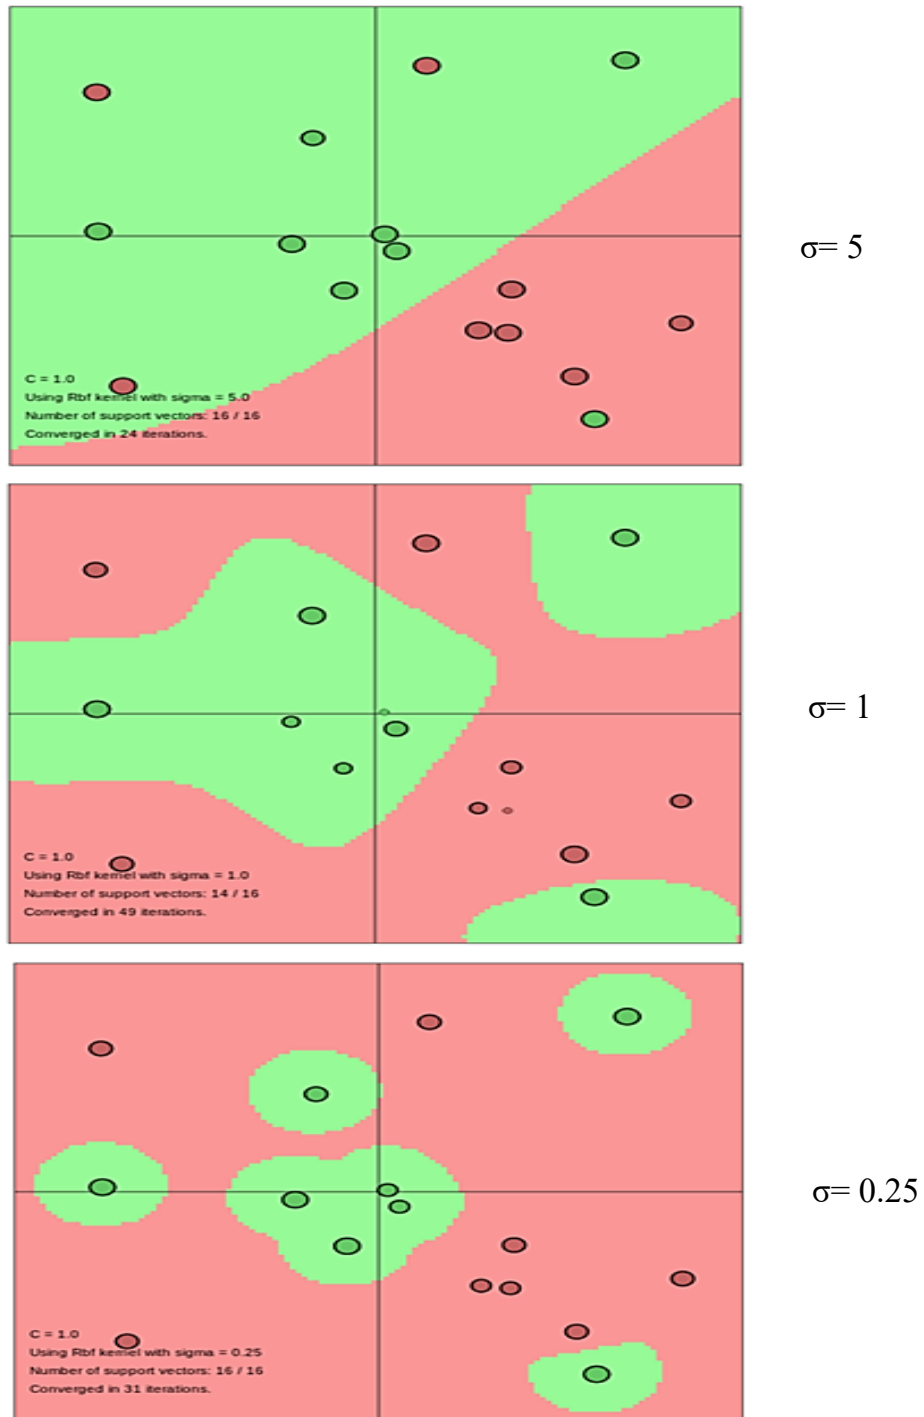 σ= 5
C = 1.0
Using Rbf kernel with sigma = 5.0
Number of support vectors: 16 / 16
Converged in 24 iterations.
σ= 1
C = 1.0
Using Rbf kernel with sigma = 1.0
Number of support vectors: 14 / 16
Converged in 49 iterations.
σ= 0.25
C = 1.0
Using Rbf kernel with sigma = 0.25
Number of support vectors: 16 / 16
Converged in 31 iterations.